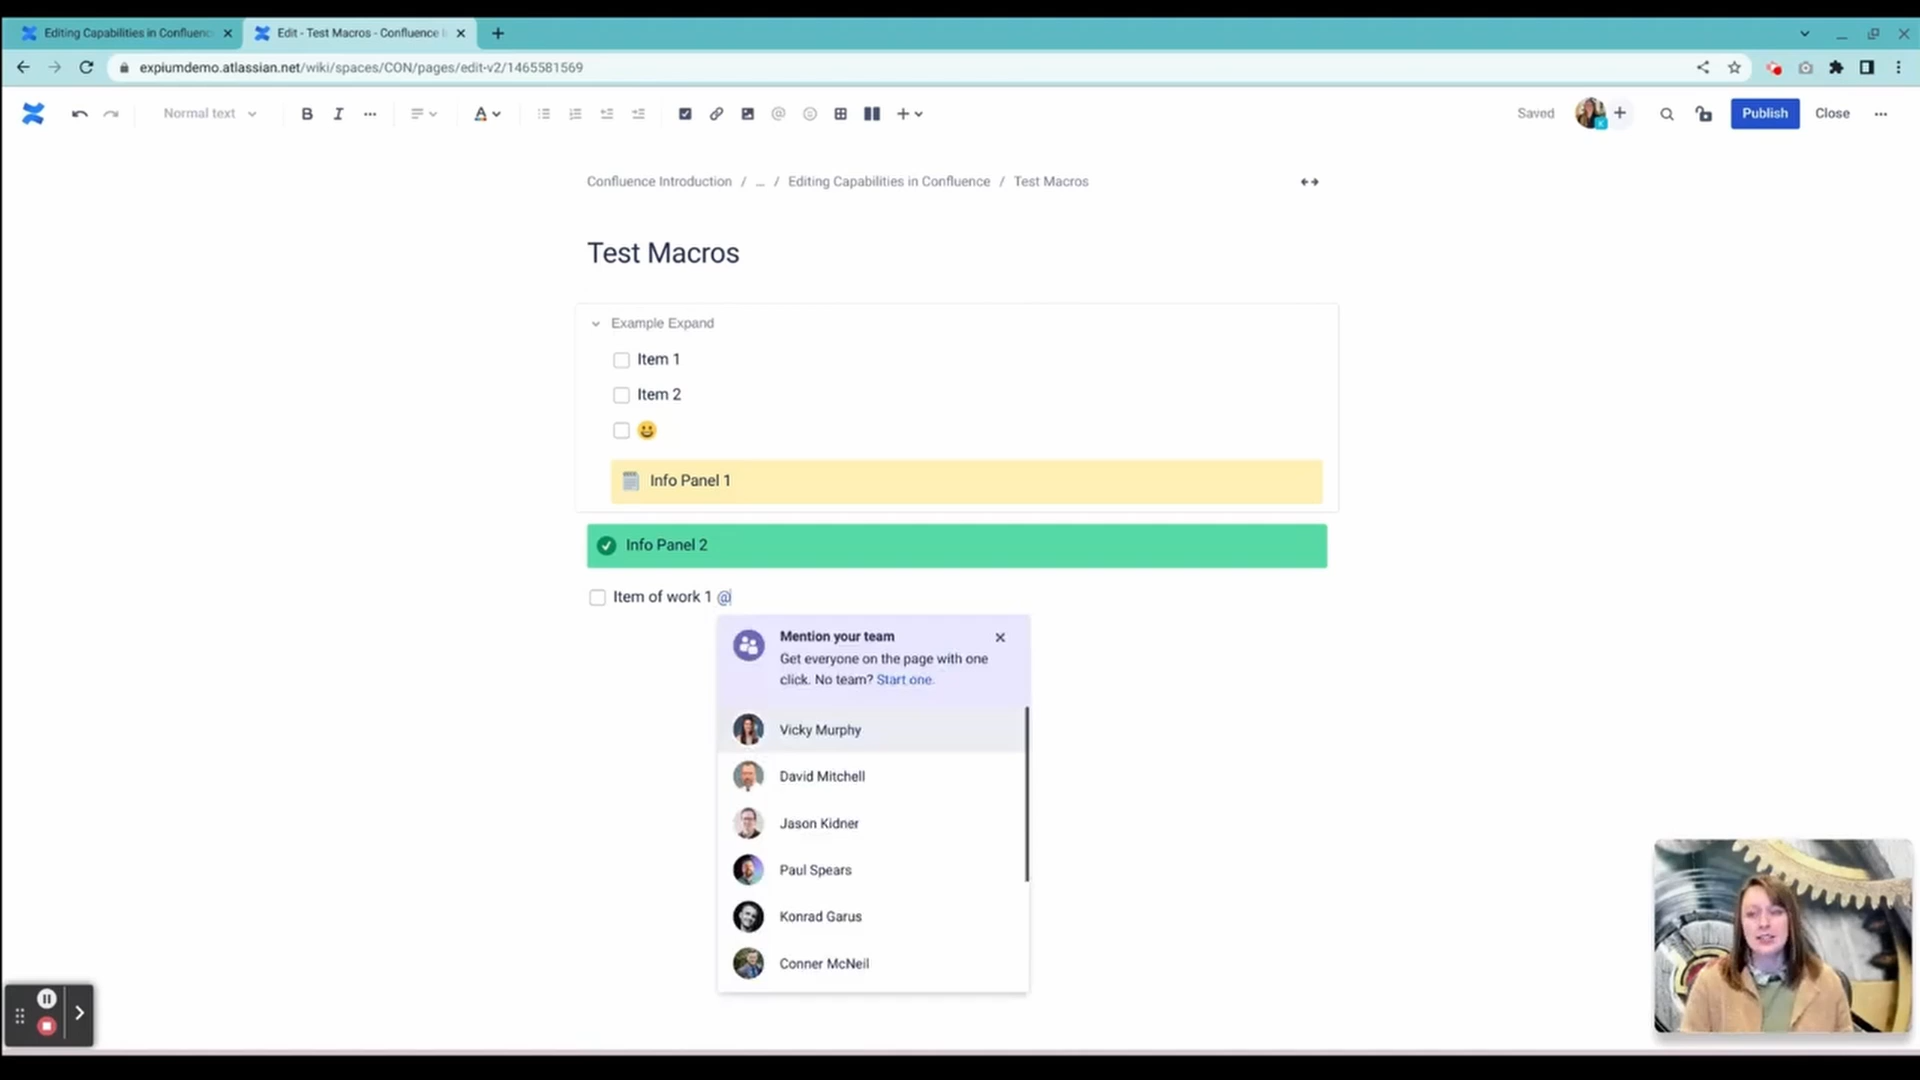 Editing Capabilities in Confluenc
Edit - Test Macros - Confluence
expiumdemo.atlassian.net/wiki/spaces/CON/pages/edit-v2/1465581569
Normal text
B I A @
Saved
Publish
Close
Confluence Introduction / ... / Editing Capabilities in Confluence / Test Macros
Test Macros
Example Expand
Item 1
Item 2
Info Panel 1
Info Panel 2
Item of work 1 @
Mention your team
Get everyone on the page with one
click. No team? Start one.
Vicky Murphy
David Mitchell
Jason Kidner
Paul Spears
Konrad Garus
Conner McNeil